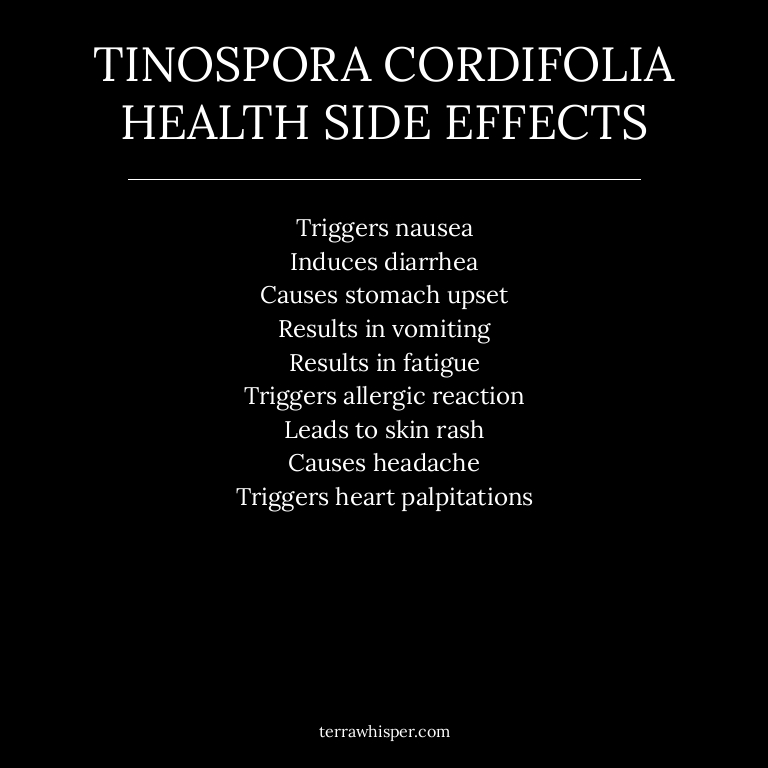 TINOSPORA CORDIFOLIA
HEALTH SIDE EFFECTS
Triggers nausea
Induces diarrhea
Causes stomach upset
Results in vomiting
Results in fatigue
Triggers allergic reaction
Leads to skin rash
Causes headache
Triggers heart palpitations
terrawhisper.com